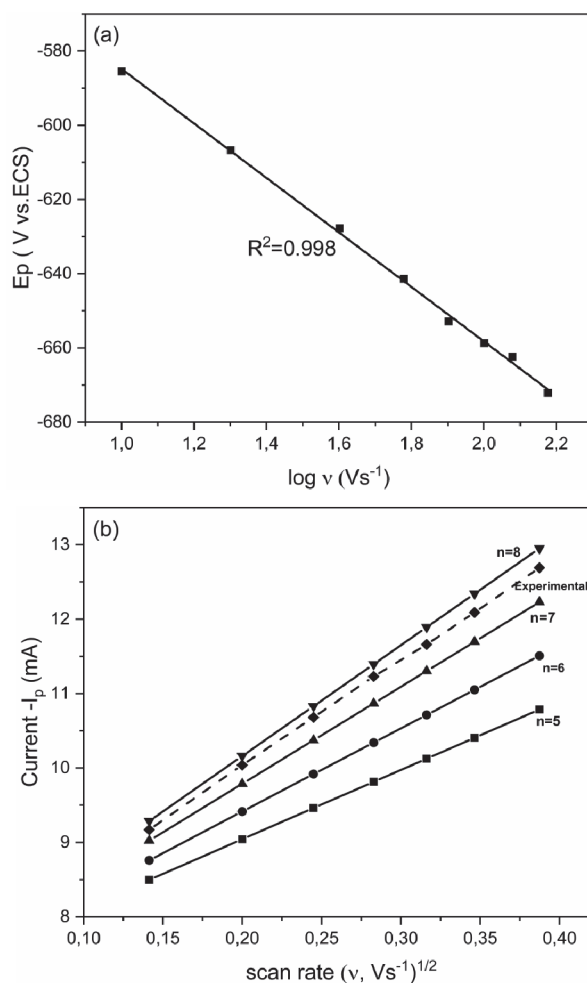 (a)
-580
-600
-620
-640
-660
-680
Ep ( V vs.ECS)
R²=0.998
1,0 1,2 1,4 1,6 1,8 2,0 2,2
log ν (Vs⁻¹)
(b)
13
12
11
10
9
8
Current -Iₚ (mA)
n=8
Experimental
n=7
n=6
n=5
0,10 0,15 0,20 0,25 0,30 0,35 0,40
scan rate (ν, Vs⁻¹)¹/²